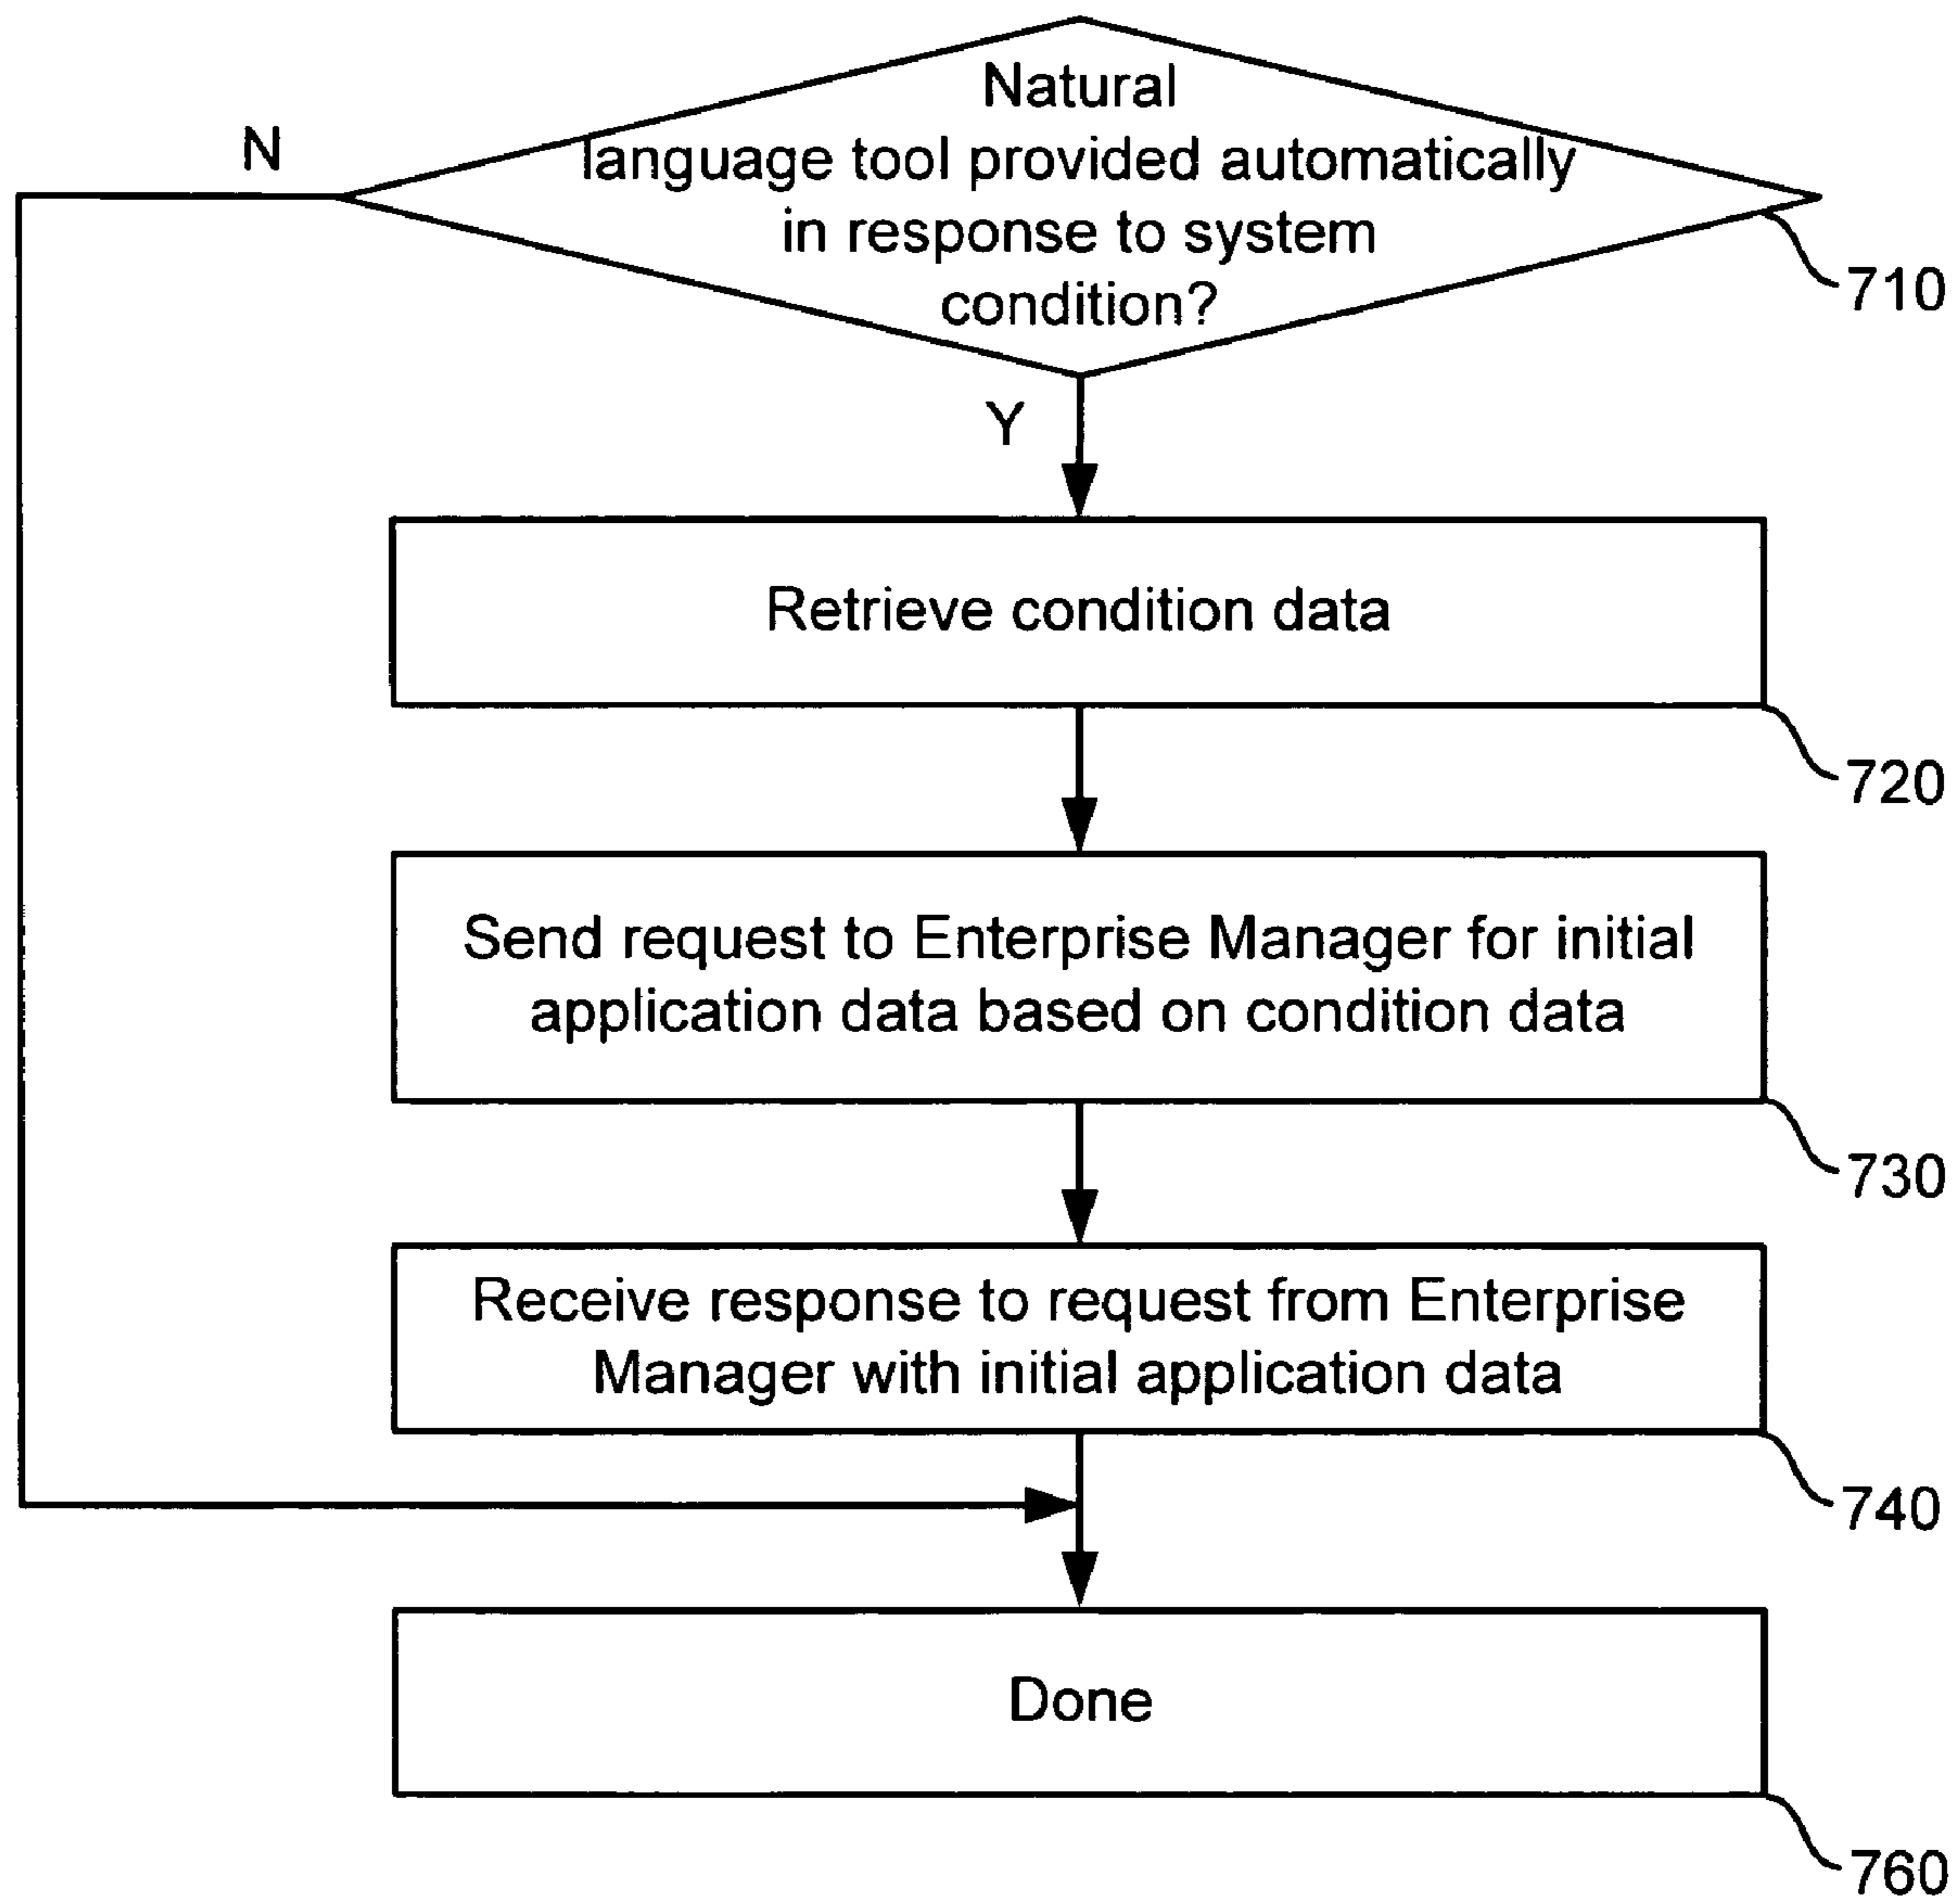 Natural
N
language tool provided automatically
in response to system
710
condition?
Y
Retrieve condition data
720
Send request to Enterprise Manager for initial
application data based on condition data
730
Receive response to request from Enterprise
Manager with initial application data
740
Done
760